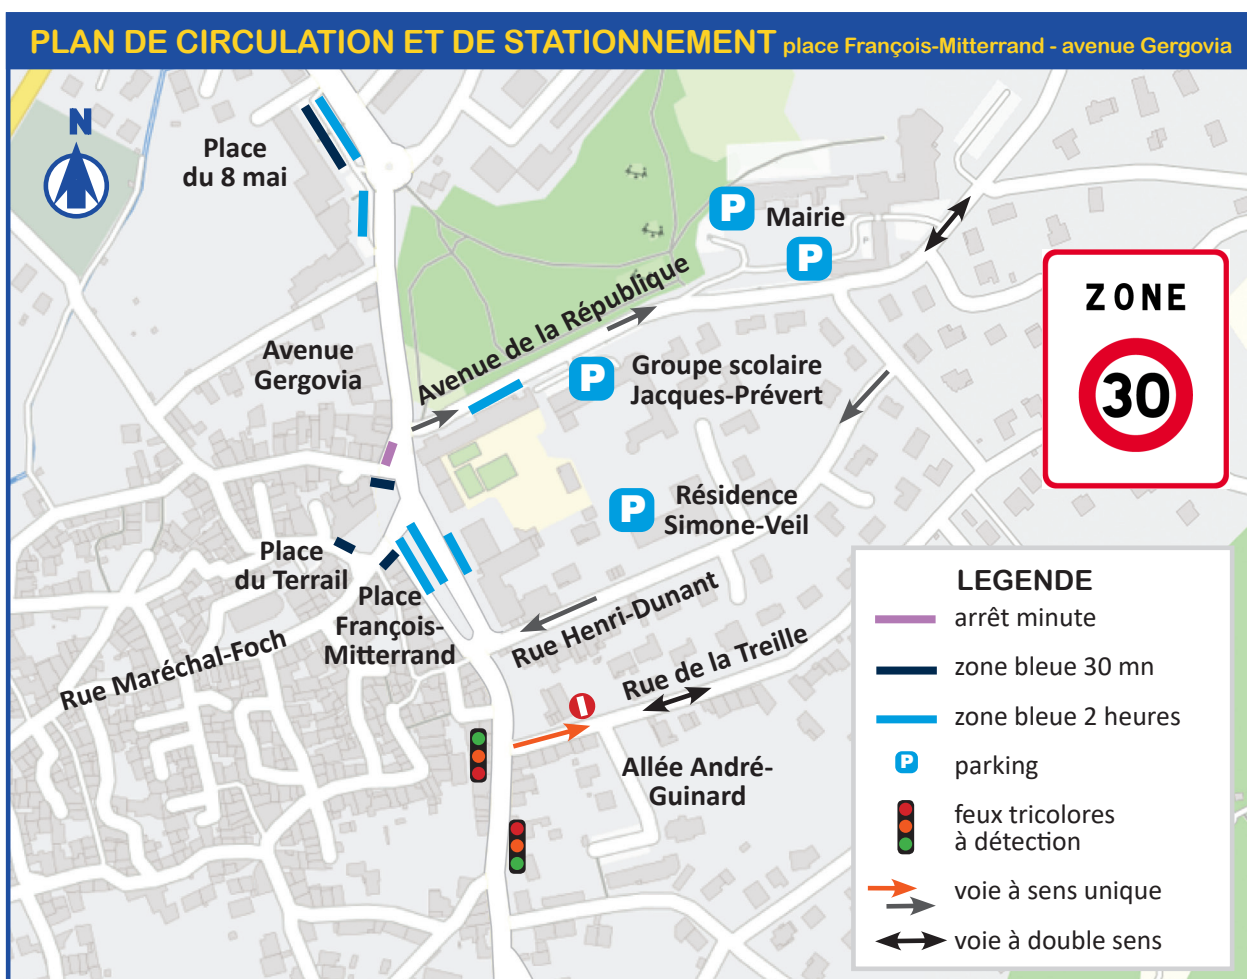 PLAN DE CIRCULATION ET DE STATIONNEMENT place François-Mitterrand - avenue Gergovia
N
Place
du 8 mai
P
Mairie
P
ZONE
30
Avenue de la République
Avenue
Gergovia
P
Groupe scolaire
Jacques-Prévert
P
Résidence
Simone-Veil
Place
du Terrail
Place
François-
Mitterrand
Rue Maréchal-Foch
Rue Henri-Dunant
Rue de la Treille
Allée André-
Guinard
LEGENDE
arrêt minute
zone bleue 30 mn
zone bleue 2 heures
P
parking
feux tricolores
à détection
voie à sens unique
voie à double sens